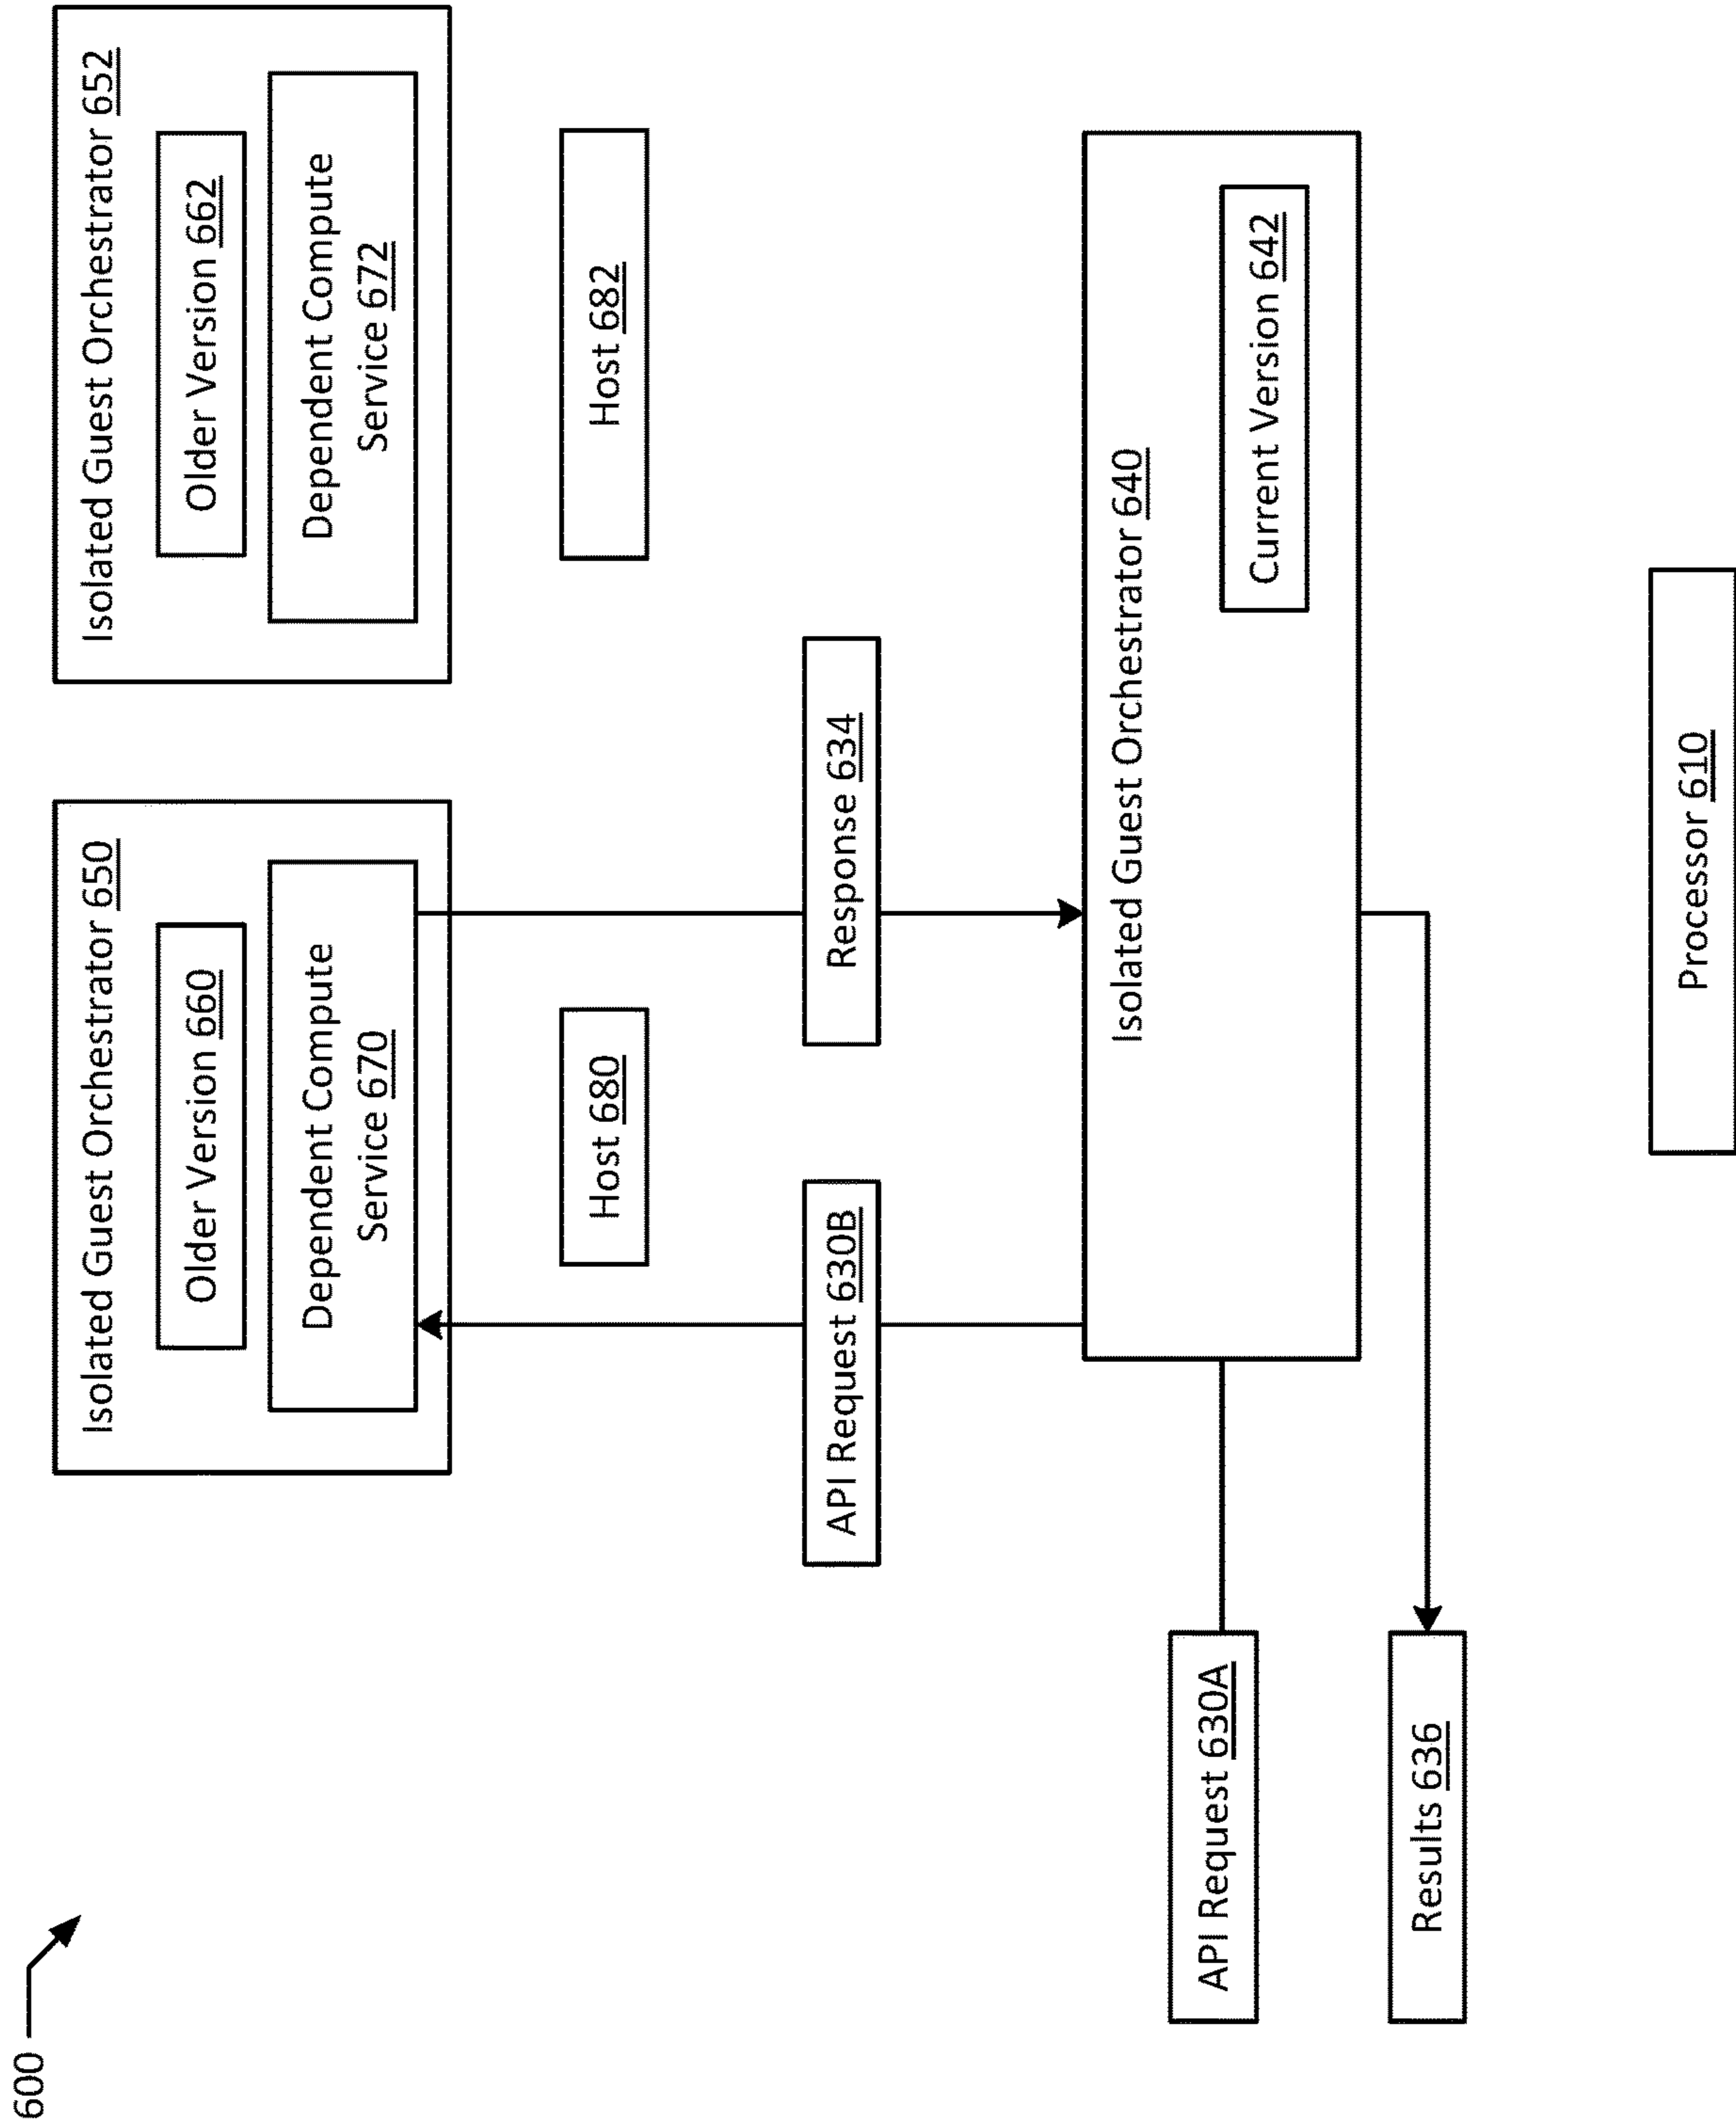 600
Isolated Guest Orchestrator 650
Older Version 660
Dependent Compute
Service 670
Isolated Guest Orchestrator 652
Older Version 662
Dependent Compute
Service 672
Host 680
Host 682
API Request 630B
Response 634
Isolated Guest Orchestrator 640
Current Version 642
API Request 630A
Results 636
Processor 610